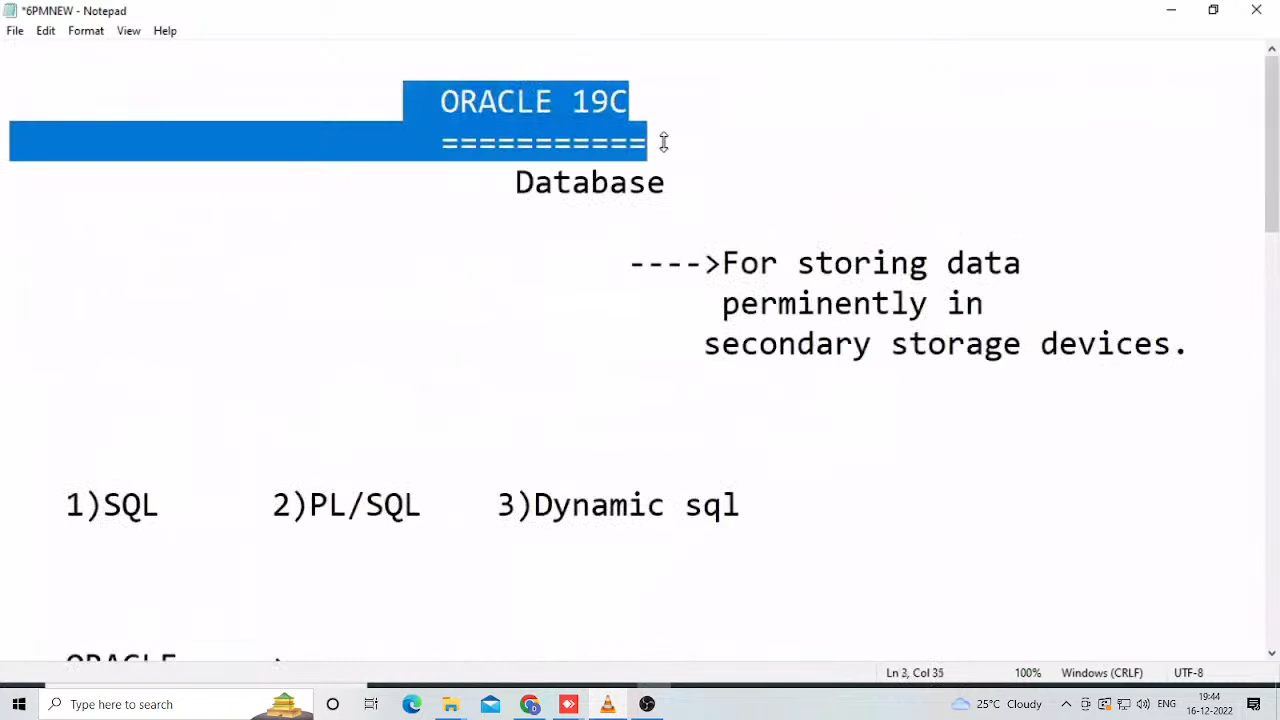 *6PMNEW - Notepad
File Edit Format View Help
ORACLE 19C
===========
Database
---->For storing data
perminently in
secondary storage devices.
1)SQL 2)PL/SQL 3)Dynamic sql
ORACLE
Ln 3, Col 35 100% Windows (CRLF) UTF-8
Type here to search 25°C Cloudy ENG 19:44
16-12-2022